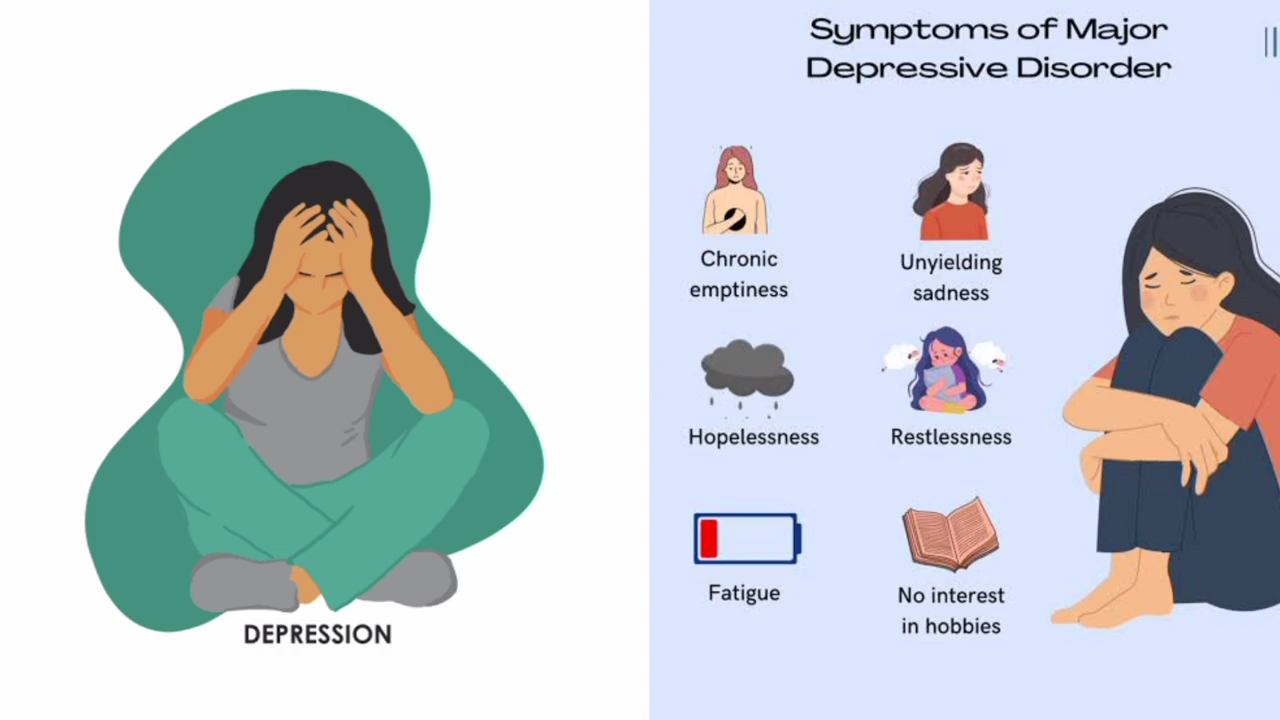 DEPRESSION
Symptoms of Major
Depressive Disorder
Chronic
emptiness
Unyielding
sadness
Hopelessness
Restlessness
Fatigue
No interest
in hobbies